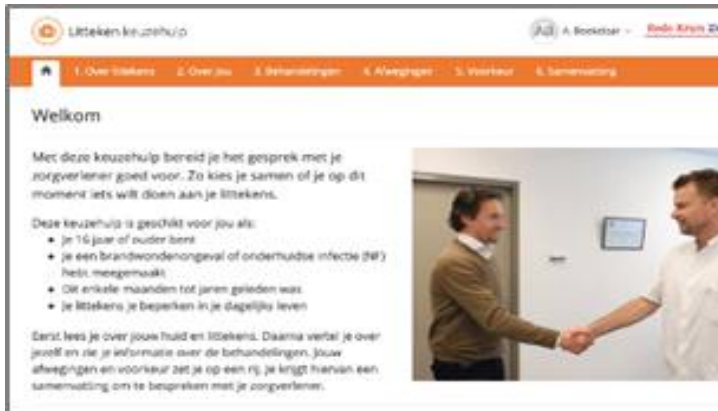 Litteken keuzehulp
A. Boekelaar
Rode Kruis
1. Over littekens 2. Over jou 3. Behandelingen 4. Afwegingen 5. Voorkeur 6. Samenvatting
Welkom
Met deze keuzehulp bereid je het gesprek met je
zorgverlener goed voor. Zo kies je samen of je op dit
moment iets wilt doen aan je littekens.
Deze keuzehulp is geschikt voor jou als:
Je 16 jaar of ouder bent
Je een brandwondenongeval of onderhuidse infectie (NF)
hebt meegemaakt
Dit enkele maanden tot jaren geleden was
Je littekens je beperken in je dagelijks leven
Eerst lees je over jouw huid en littekens. Daarna vertel je over
jezelf en zie je informatie over de behandelingen. Jouw
afwegingen en voorkeur zet je op een rij. Je krijgt hiervan een
samenvatting om te bespreken met je zorgverlener.